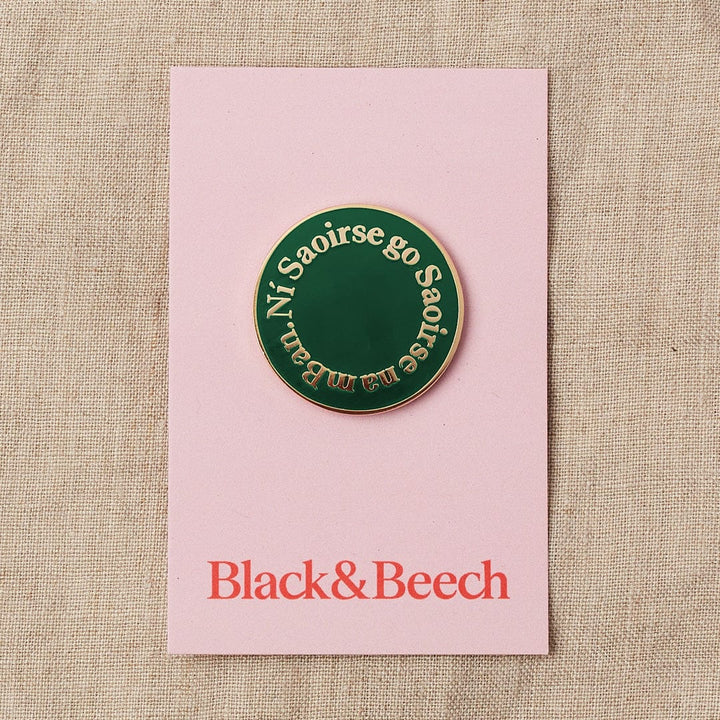 Ní Saoirse go Saoirse na mBan.
Black&Beech